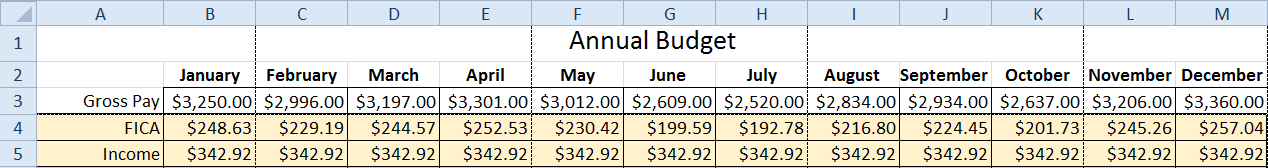 A B C D E F G H I J K L M
1 Annual Budget
2 January February March April May June July August September October November December
3 Gross Pay $3,250.00 $2,996.00 $3,197.00 $3,301.00 $3,012.00 $2,609.00 $2,520.00 $2,834.00 $2,934.00 $2,637.00 $3,206.00 $3,360.00
4 FICA $248.63 $229.19 $244.57 $252.53 $230.42 $199.59 $192.78 $216.80 $224.45 $201.73 $245.26 $257.04
5 Income $342.92 $342.92 $342.92 $342.92 $342.92 $342.92 $342.92 $342.92 $342.92 $342.92 $342.92 $342.92